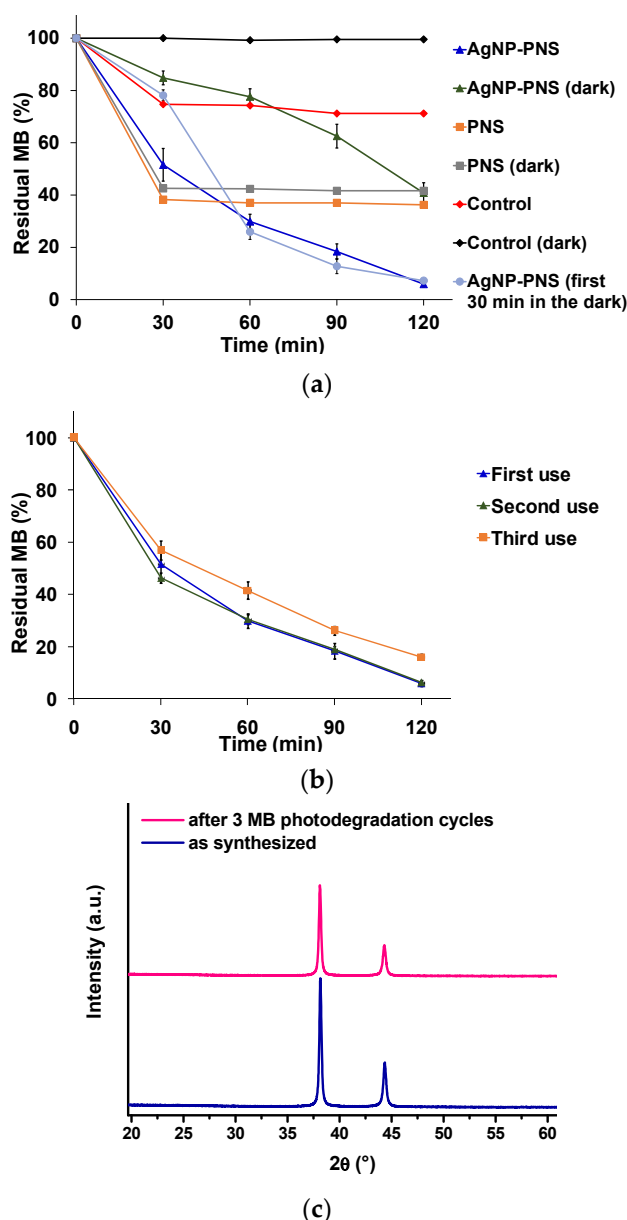 100
80
60
40
20
0
Residual MB (%)
0 30 60 90 120
Time (min)
AgNP-PNS
AgNP-PNS (dark)
PNS
PNS (dark)
Control
Control (dark)
AgNP-PNS (first
30 min in the dark)
(a)
100
80
60
40
20
0
Residual MB (%)
0 30 60 90 120
Time (min)
First use
Second use
Third use
(b)
after 3 MB photodegradation cycles
as synthesized
Intensity (a.u.)
20 25 30 35 40 45 50 55 60
2θ (°)
(c)